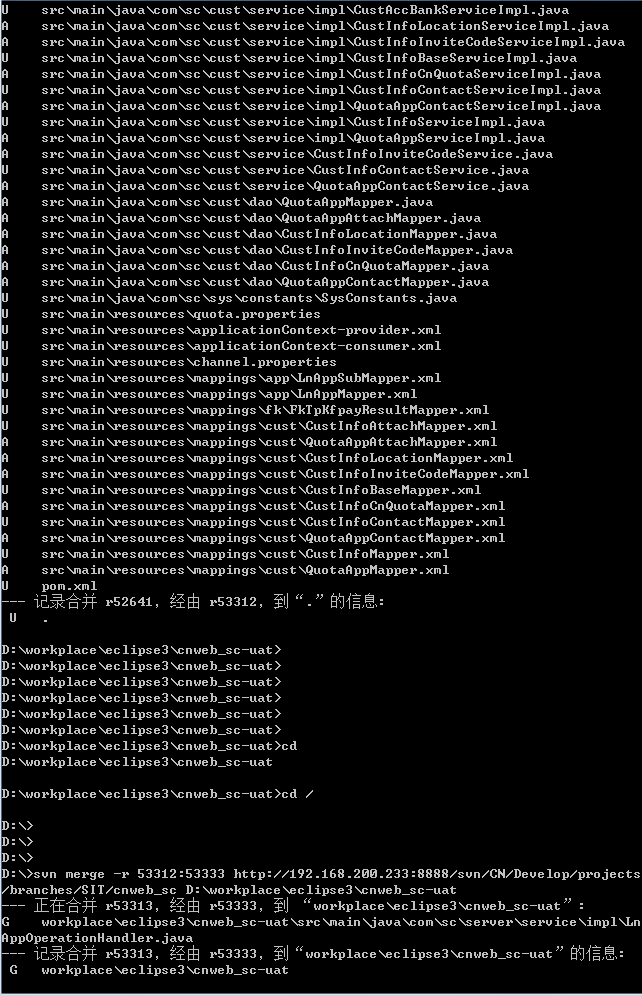 U    src\main\java\com\sc\cust\service\impl\CustAccBankServiceImpl.java
A    src\main\java\com\sc\cust\service\impl\CustInfoLocationServiceImpl.java
A    src\main\java\com\sc\cust\service\impl\CustInfoInviteCodeServiceImpl.java
U    src\main\java\com\sc\cust\service\impl\CustInfoBaseServiceImpl.java
A    src\main\java\com\sc\cust\service\impl\CustInfoCnQuotaServiceImpl.java
U    src\main\java\com\sc\cust\service\impl\CustInfoContactServiceImpl.java
A    src\main\java\com\sc\cust\service\impl\QuotaAppContactServiceImpl.java
U    src\main\java\com\sc\cust\service\impl\CustInfoServiceImpl.java
A    src\main\java\com\sc\cust\service\impl\QuotaAppServiceImpl.java
A    src\main\java\com\sc\cust\service\CustInfoInviteCodeService.java
U    src\main\java\com\sc\cust\service\CustInfoContactService.java
A    src\main\java\com\sc\cust\service\QuotaAppContactService.java
A    src\main\java\com\sc\cust\dao\QuotaAppMapper.java
A    src\main\java\com\sc\cust\dao\QuotaAppAttachMapper.java
A    src\main\java\com\sc\cust\dao\CustInfoLocationMapper.java
A    src\main\java\com\sc\cust\dao\CustInfoInviteCodeMapper.java
A    src\main\java\com\sc\cust\dao\CustInfoCnQuotaMapper.java
A    src\main\java\com\sc\cust\dao\QuotaAppContactMapper.java
U    src\main\java\com\sc\sys\constants\SysConstants.java
U    src\main\resources\quota.properties
U    src\main\resources\applicationContext-provider.xml
U    src\main\resources\applicationContext-consumer.xml
U    src\main\resources\channel.properties
U    src\main\resources\mappings\app\LnAppSubMapper.xml
U    src\main\resources\mappings\app\LnAppMapper.xml
U    src\main\resources\mappings\fk\FkTpKfpayResultMapper.xml
U    src\main\resources\mappings\cust\CustInfoAttachMapper.xml
A    src\main\resources\mappings\cust\QuotaAppAttachMapper.xml
A    src\main\resources\mappings\cust\CustInfoLocationMapper.xml
A    src\main\resources\mappings\cust\CustInfoInviteCodeMapper.xml
U    src\main\resources\mappings\cust\CustInfoBaseMapper.xml
A    src\main\resources\mappings\cust\CustInfoCnQuotaMapper.xml
U    src\main\resources\mappings\cust\CustInfoContactMapper.xml
A    src\main\resources\mappings\cust\QuotaAppContactMapper.xml
U    src\main\resources\mappings\cust\CustInfoMapper.xml
A    src\main\resources\mappings\cust\QuotaAppMapper.xml
U    pom.xml
--- 记录合并 r52641，经由 r53312，到“.”的信息:
 U   .
D:\workplace\eclipse3\cnweb_sc-uat>
D:\workplace\eclipse3\cnweb_sc-uat>
D:\workplace\eclipse3\cnweb_sc-uat>
D:\workplace\eclipse3\cnweb_sc-uat>
D:\workplace\eclipse3\cnweb_sc-uat>
D:\workplace\eclipse3\cnweb_sc-uat>
D:\workplace\eclipse3\cnweb_sc-uat>cd
D:\workplace\eclipse3\cnweb_sc-uat
D:\workplace\eclipse3\cnweb_sc-uat>cd /
D:\>
D:\>
D:\>
D:\>svn merge -r 53312:53333 http://192.168.200.233:8888/svn/CN/Develop/projects
/branches/SIT/cnweb_sc D:\workplace\eclipse3\cnweb_sc-uat
--- 正在合并 r53313，经由 r53333，到 “workplace\eclipse3\cnweb_sc-uat”:
G    workplace\eclipse3\cnweb_sc-uat\src\main\java\com\sc\server\service\impl\Ln
AppOperationHandler.java
--- 记录合并 r53313，经由 r53333，到“workplace\eclipse3\cnweb_sc-uat”的信息:
 G   workplace\eclipse3\cnweb_sc-uat